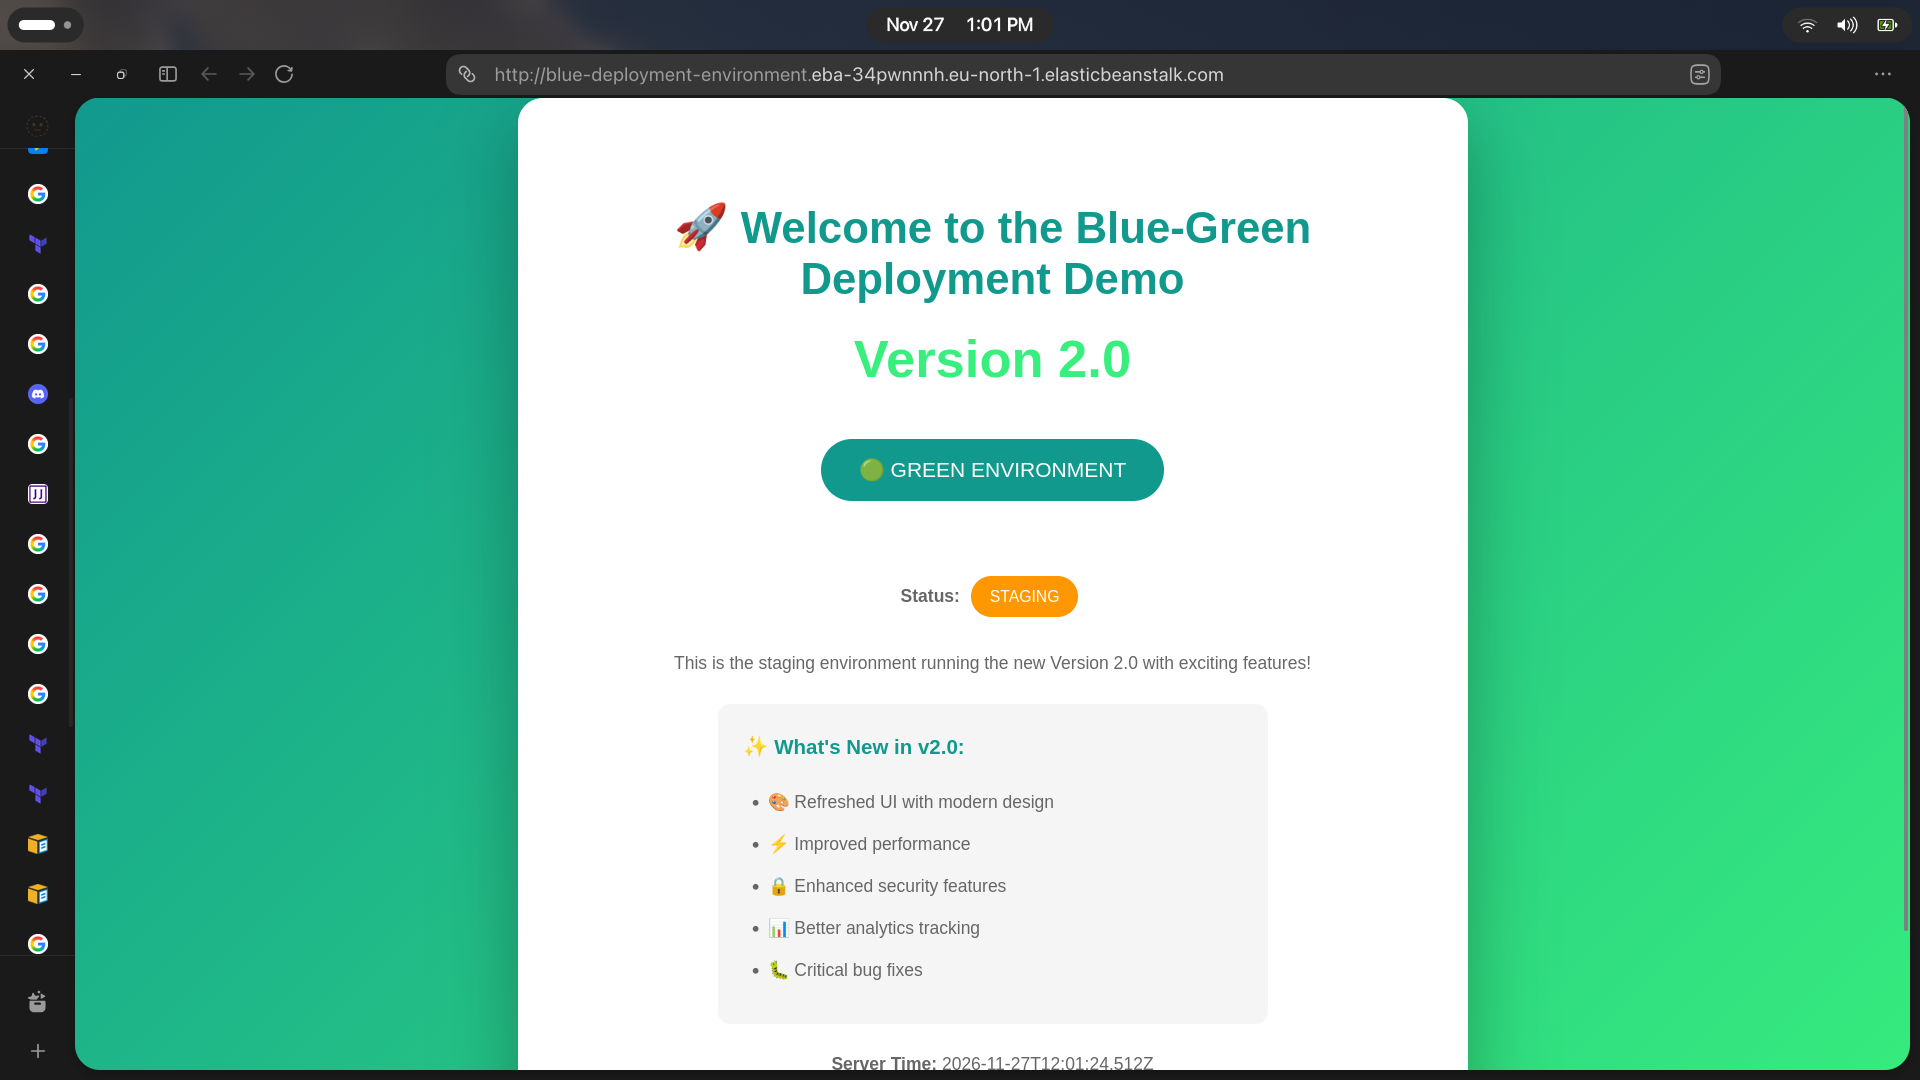 Nov 27 1:01 PM
http://blue-deployment-environment.eba-34pwnnnh.eu-north-1.elasticbeanstalk.com
🚀 Welcome to the Blue-Green
Deployment Demo
Version 2.0
🟢 GREEN ENVIRONMENT
Status: STAGING
This is the staging environment running the new Version 2.0 with exciting features!
✨ What's New in v2.0:
• 🎨 Refreshed UI with modern design
• ⚡ Improved performance
• 🔒 Enhanced security features
• 📊 Better analytics tracking
• 🐛 Critical bug fixes
Server Time: 2026-11-27T12:01:24.512Z